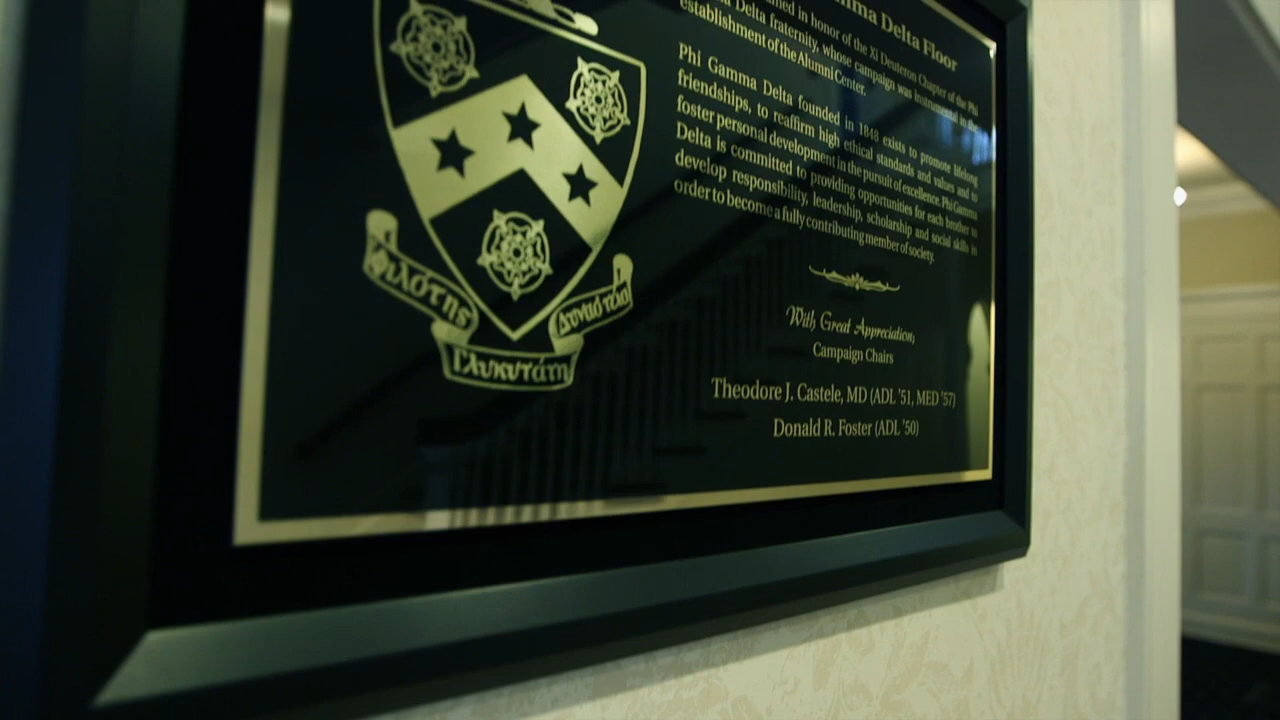 Gamma Delta Floor
named in honor of the Xi Deuteron Chapter of the Phi
Delta fraternity, whose campaign was instrumental in the
establishment of the Alumni Center.
Phi Gamma Delta founded in 1848 exists to promote lifelong
friendships, to reaffirm high ethical standards and values and to
foster personal development in the pursuit of excellence. Phi Gamma
Delta is committed to providing opportunities for each brother to
develop responsibility, leadership, scholarship and social skills in
order to become a fully contributing member of society.
With Great Appreciation,
Campaign Chairs
Theodore J. Castele, MD (ADL '51, MED '57)
Donald R. Foster (ADL '50)
Φιλότης
Γλυκυτάτη
Δυναστεία